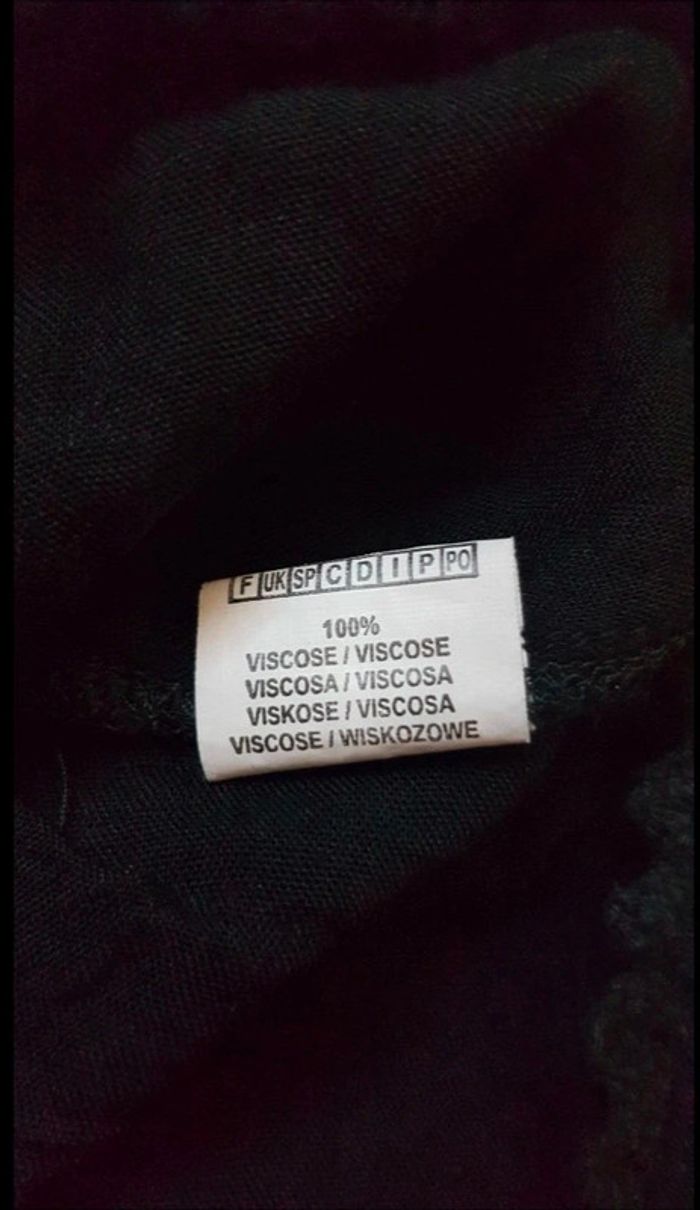 F UK SP C D I P PO
100%
VISCOSE / VISCOSE
VISCOSA / VISCOSA
VISKOSE / VISCOSA
VISCOSE / WISKOZOWE